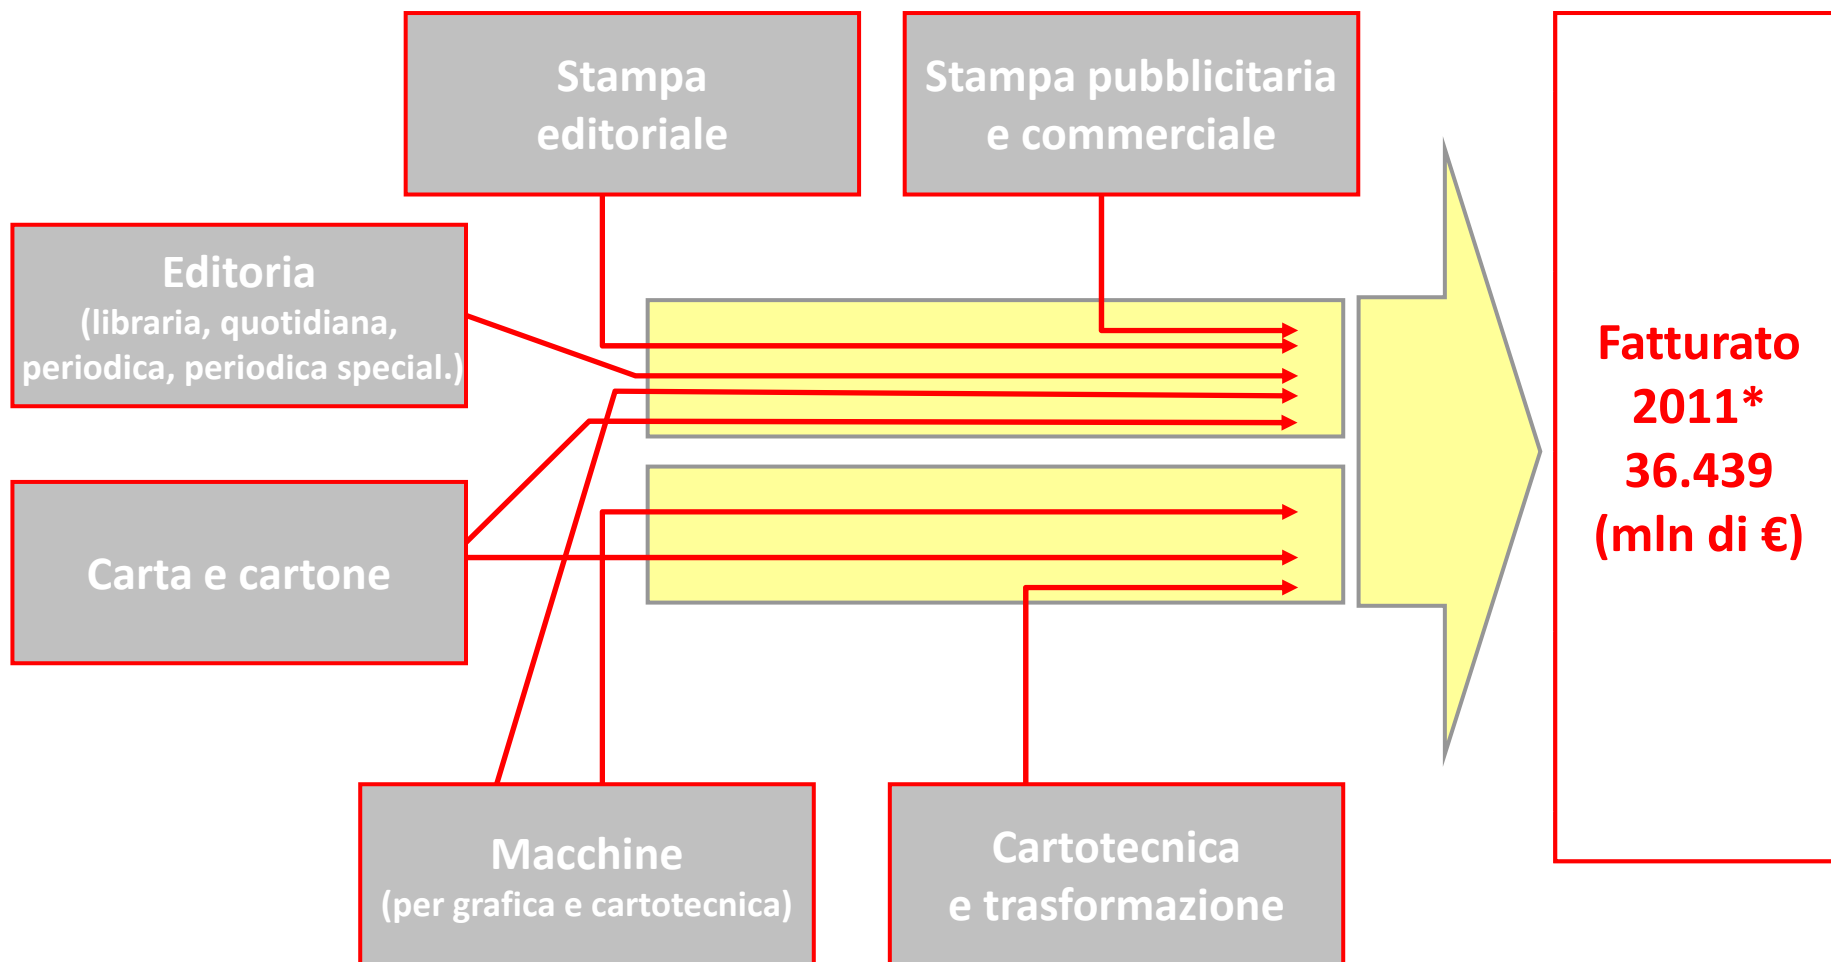 Stampa
editoriale
Stampa pubblicitaria
e commerciale
Editoria
(libraria, quotidiana,
periodica, periodica special.)
Carta e cartone
Macchine
(per grafica e cartotecnica)
Cartotecnica
e trasformazione
Fatturato
2011*
36.439
(mln di €)